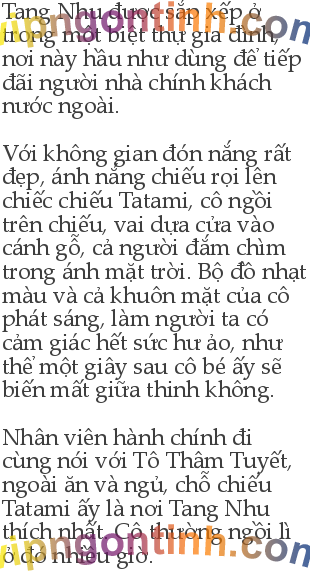 Tang Nhu được sắp xếp ở
trong một biệt thự gia đình,
nơi này hầu như dùng để tiếp
đãi người nhà chính khách
nước ngoài.
Với không gian đón nắng rất
đẹp, ánh nắng chiếu rọi lên
chiếc chiếu Tatami, cô ngồi
trên chiếu, vai dựa cửa vào
cánh gỗ, cả người đắm chìm
trong ánh mặt trời. Bộ đồ nhạt
màu và cả khuôn mặt của cô
phát sáng, làm người ta có
cảm giác hết sức hư ảo, như
thể một giây sau cô bé ấy sẽ
biến mất giữa thinh không.
Nhân viên hành chính đi
cùng nói với Tô Thâm Tuyết,
ngoài ăn và ngủ, chỗ chiếu
Tatami ấy là nơi Tang Nhu
thích nhất. Cô thường ngồi lì
ở đó nhiều giờ.
vipngontinh.com
vipngontinh.com